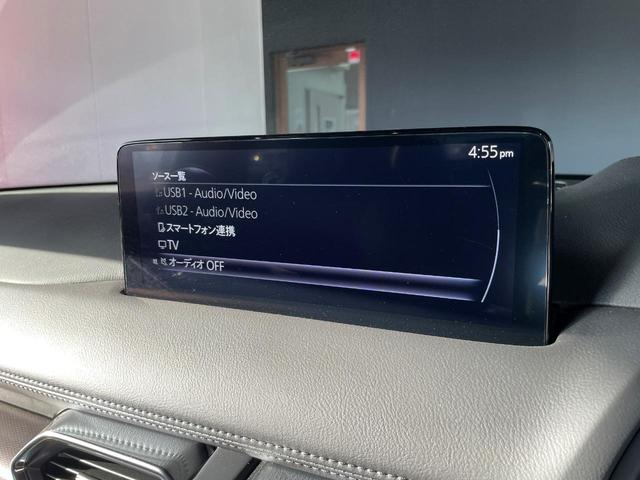 4:55pm
ソース一覧
USB1 - Audio/Video
USB2 - Audio/Video
スマートフォン連携
TV
オーディオ OFF